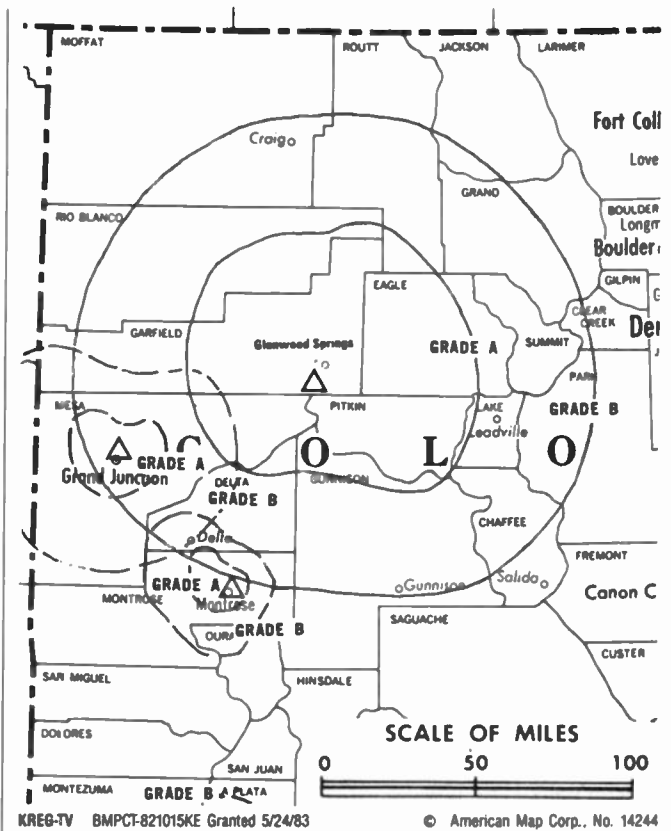 MOFFAT
ROUTT
JACKSON
LARIMER
Craig
Fort Coll
Love
GRAND
RIO BLANCO
BOULDER
Longm
Boulder
GILPIN
EAGLE
CLEAR
CREEK
Der
GARFIELD
Glenwood Springs
GRADE A
SUMMIT
PARK
MESA
PITKIN
LAKE
GRADE B
Leadville
GRADE A
C O L O
Grand Junction
DELTA
GUNNISON
GRADE B
CHAFFEE
Delta
FREMONT
GRADE A
Gunnison
Salida
MONTROSE
Montrose
Canon C
SAGUACHE
OURA
GRADE B
CUSTER
SAN MIGUEL
HINSDALE
DOLORES
SCALE OF MILES
SAN JUAN
0 50 100
MONTEZUMA
GRADE B
A PLATA
KREG-TV BMPCT-821015KE Granted 5/24/83
© American Map Corp., No. 14244